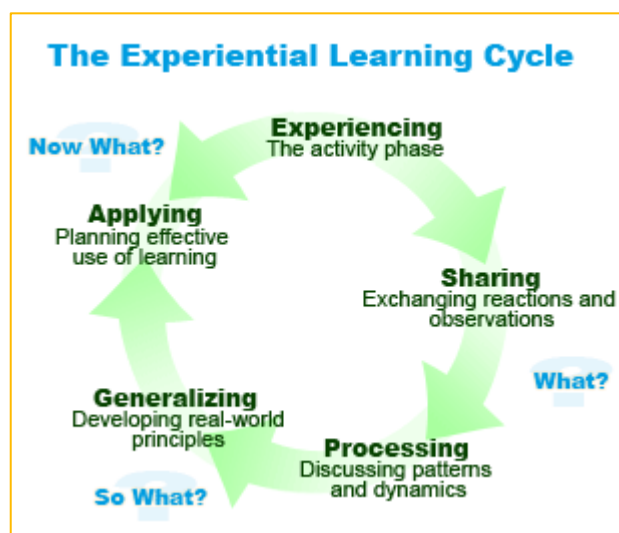 The Experiential Learning Cycle
Experiencing
The activity phase
Now What?
Applying
Planning effective
use of learning
Sharing
Exchanging reactions and
observations
What?
Generalizing
Developing real-world
principles
Processing
Discussing patterns
and dynamics
So What?